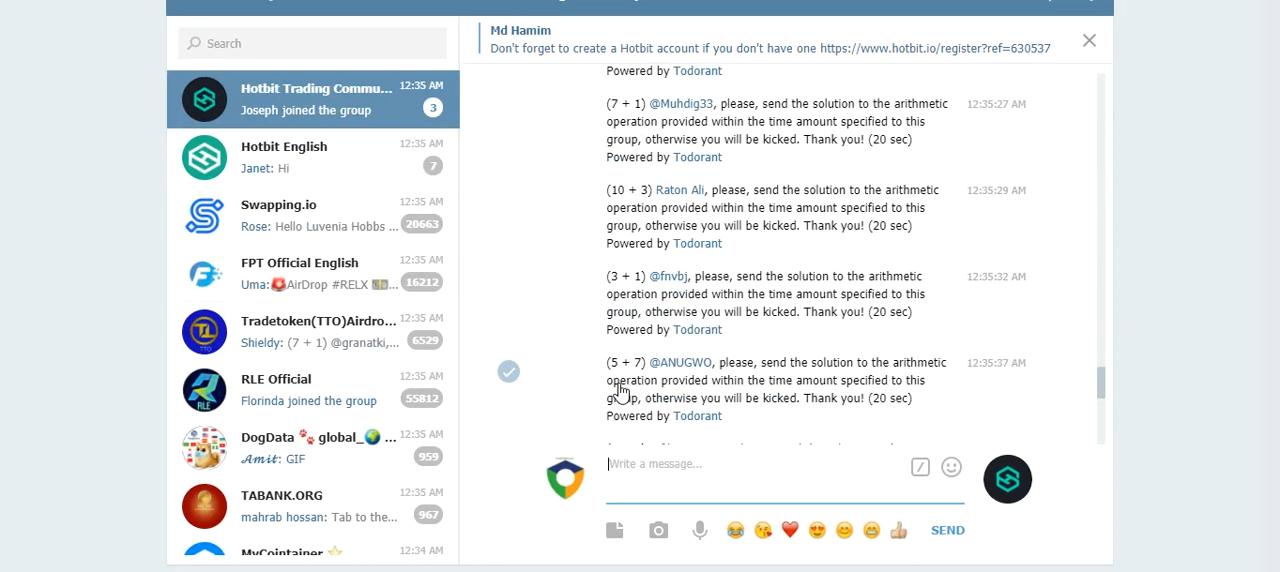 Search
Hotbit Trading Commu... 12:35 AM
Joseph joined the group 3
Hotbit English 12:35 AM
Janet: Hi 7
Swapping.io 12:35 AM
Rose: Hello Luvenia Hobbs ... 20663
FPT Official English 12:35 AM
Uma:🚨AirDrop #RELX 💵... 16212
Tradetoken(TTO)Airdro... 12:35 AM
Shieldy: (7 + 1) @granatki,... 6529
RLE Official 12:35 AM
Florinda joined the group 55812
DogData 🐾 global_🌍 ... 12:35 AM
𝓐𝓶𝓲𝓽: GIF 959
TABANK.ORG 12:35 AM
mahrab hossan: Tab to the... 967
MyCointainer ⭐ 12:34 AM
Md Hamim
Don't forget to create a Hotbit account if you don't have one https://www.hotbit.io/register?ref=630537
Powered by Todorant
(7 + 1) @Muhdig33, please, send the solution to the arithmetic 12:35:27 AM
operation provided within the time amount specified to this
group, otherwise you will be kicked. Thank you! (20 sec)
Powered by Todorant
(10 + 3) Raton Ali, please, send the solution to the arithmetic 12:35:29 AM
operation provided within the time amount specified to this
group, otherwise you will be kicked. Thank you! (20 sec)
Powered by Todorant
(3 + 1) @fnvbj, please, send the solution to the arithmetic 12:35:32 AM
operation provided within the time amount specified to this
group, otherwise you will be kicked. Thank you! (20 sec)
Powered by Todorant
(5 + 7) @ANUGWO, please, send the solution to the arithmetic 12:35:37 AM
operation provided within the time amount specified to this
group, otherwise you will be kicked. Thank you! (20 sec)
Powered by Todorant
Write a message...
SEND